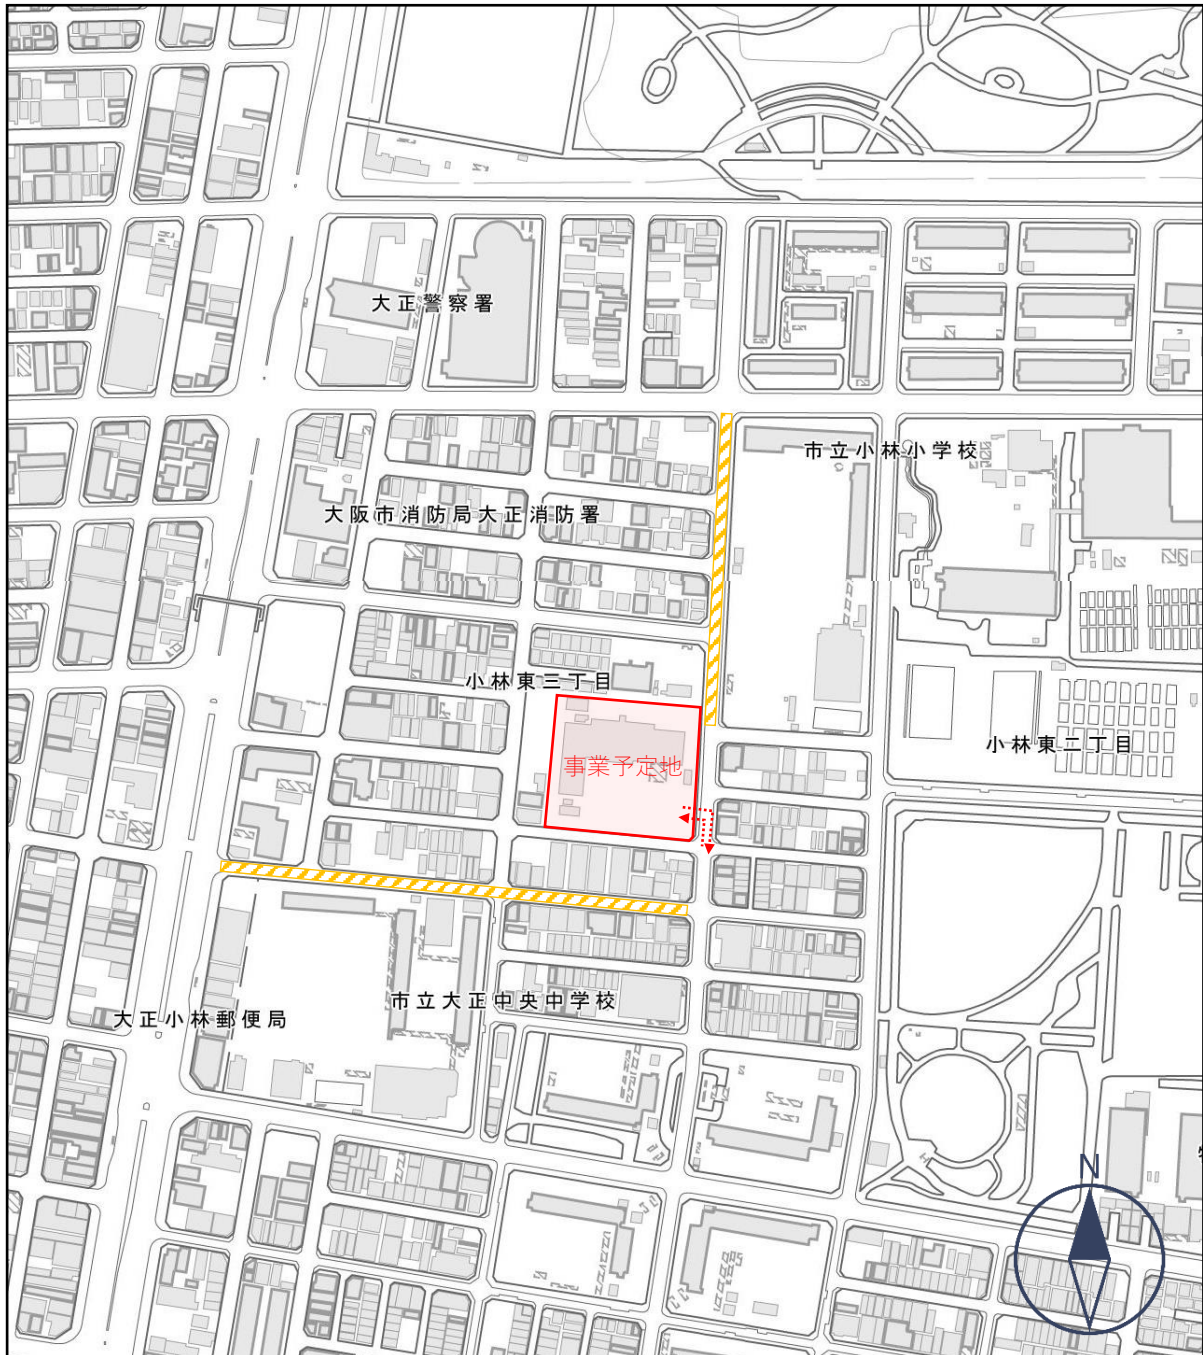 大正警察署
市立小林小学校
大阪市消防局大正消防署
小林東三丁目
小林東二丁目
事業予定地
市立大正中央中学校
大正小林郵便局
N